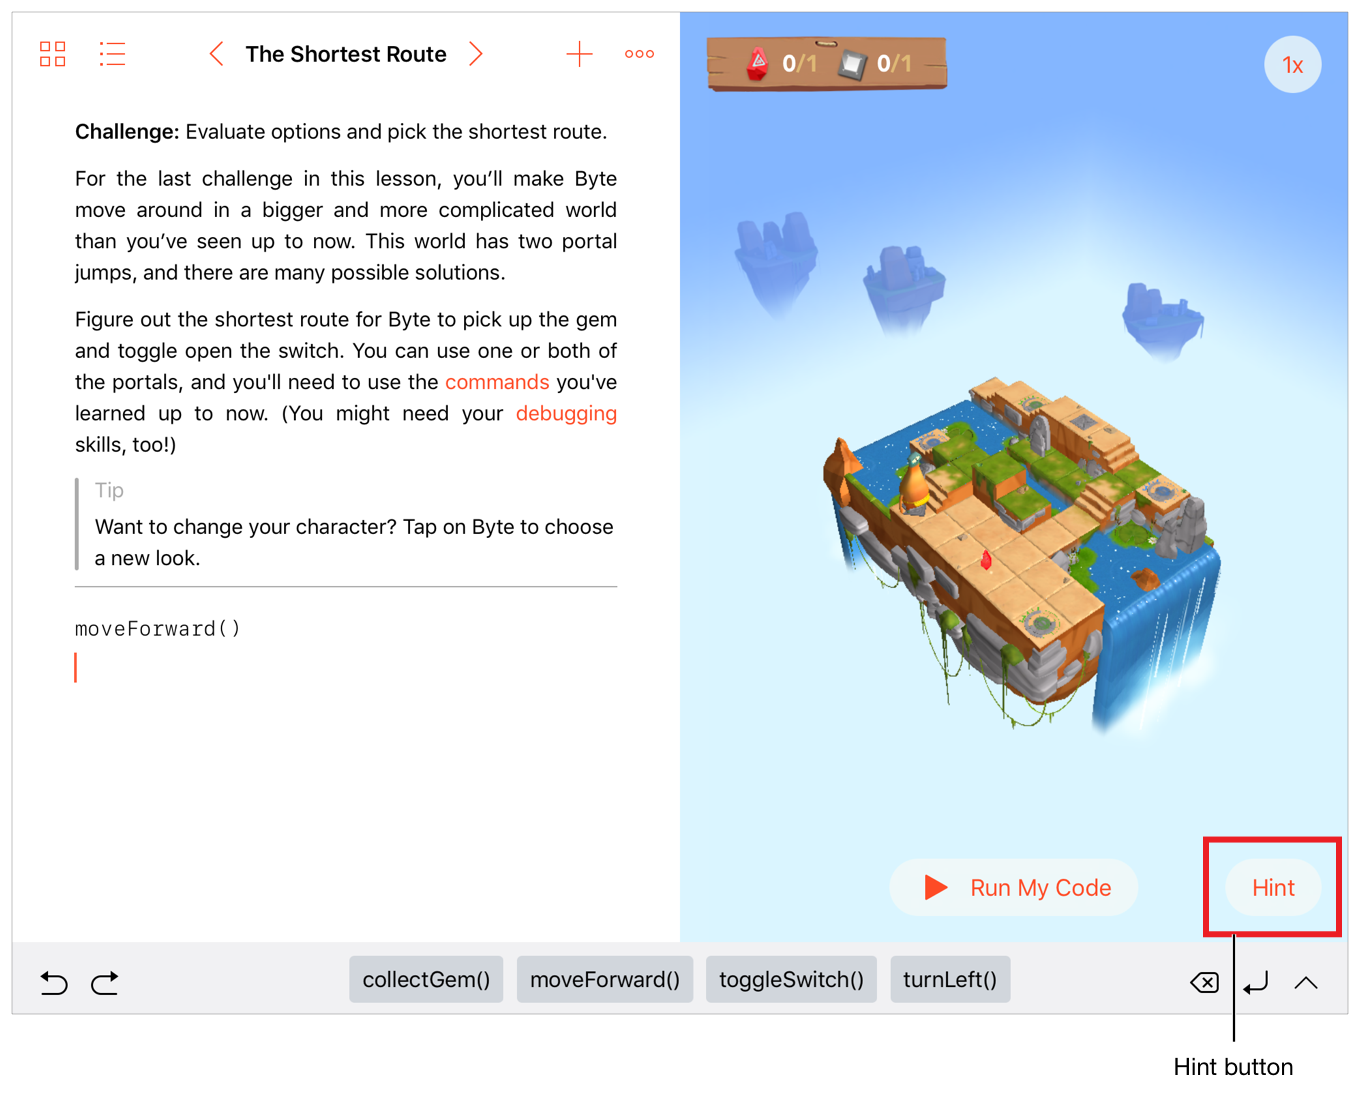 The Shortest Route
Challenge: Evaluate options and pick the shortest route.
For the last challenge in this lesson, you’ll make Byte
move around in a bigger and more complicated world
than you’ve seen up to now. This world has two portal
jumps, and there are many possible solutions.
Figure out the shortest route for Byte to pick up the gem
and toggle open the switch. You can use one or both of
the portals, and you'll need to use the commands you've
learned up to now. (You might need your debugging
skills, too!)
Tip
Want to change your character? Tap on Byte to choose
a new look.
moveForward()
0/1 0/1
1x
Run My Code
Hint
collectGem() moveForward() toggleSwitch() turnLeft()
Hint button